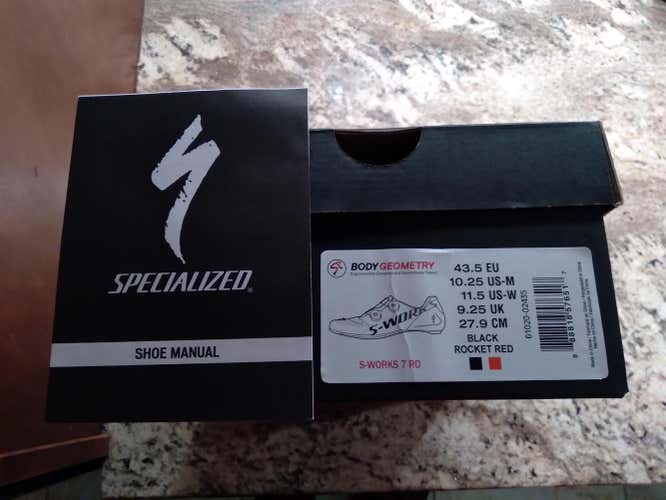 SPECIALIZED®
SHOE MANUAL
BODY GEOMETRY
S-WORK
S-WORKS 7 RD
43.5 EU
10.25 US-M
11.5 US-W
9.25 UK
27.9 CM
BLACK
ROCKET RED
61020-02435